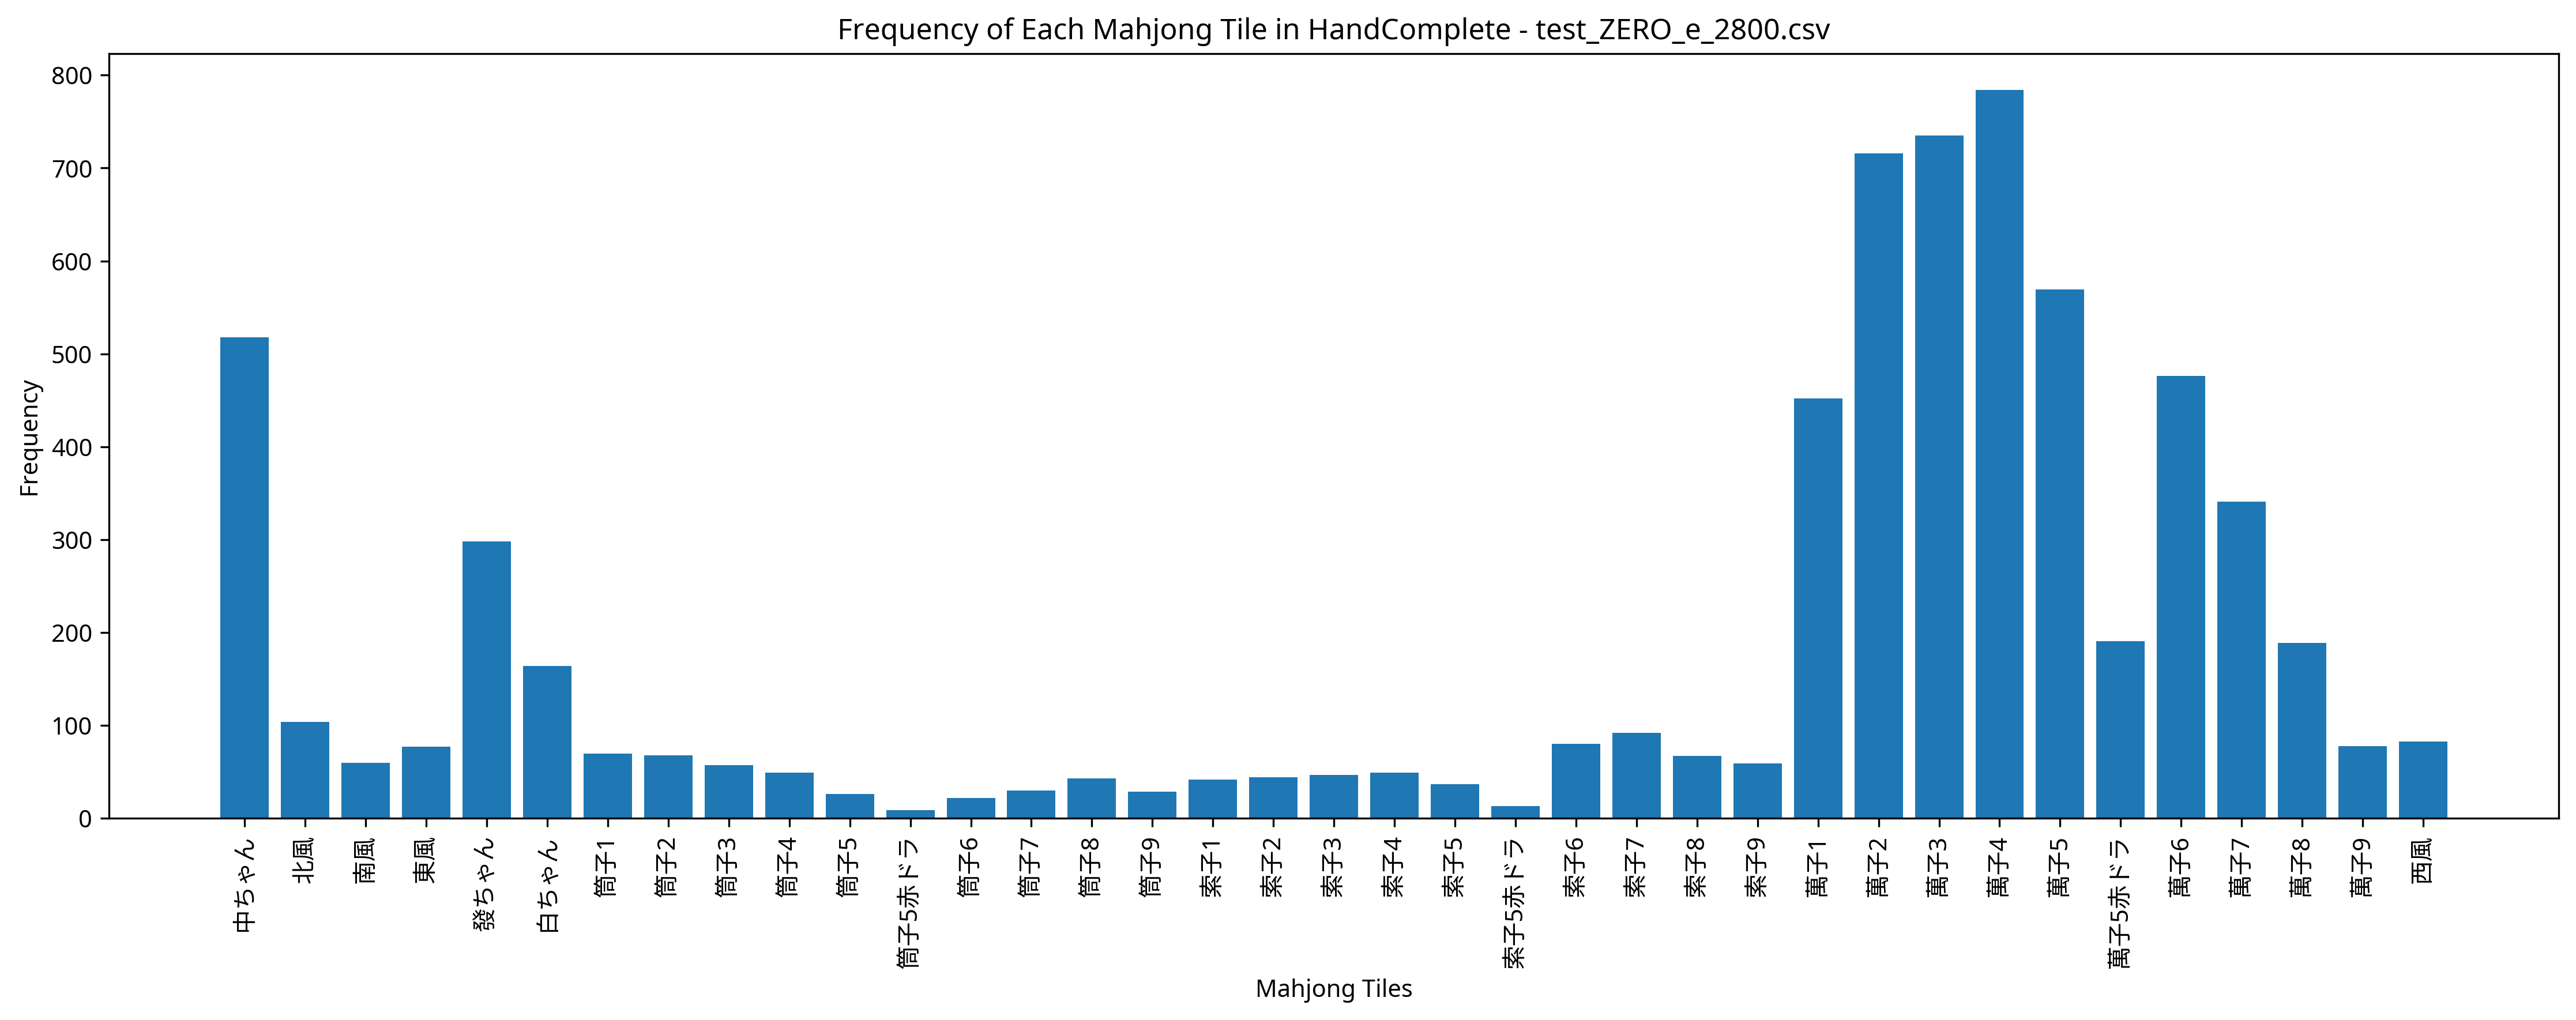 Frequency of Each Mahjong Tile in HandComplete - test_ZERO_e_2800.csv
800
700
600
500
400
300
200
100
0
Frequency
中ちゃん
北風
南風
東風
發ちゃん
白ちゃん
筒子1
筒子2
筒子3
筒子4
筒子5
筒子5赤ドラ
筒子6
筒子7
筒子8
筒子9
索子1
索子2
索子3
索子4
索子5
索子5赤ドラ
索子6
索子7
索子8
索子9
萬子1
萬子2
萬子3
萬子4
萬子5
萬子5赤ドラ
萬子6
萬子7
萬子8
萬子9
西風
Mahjong Tiles